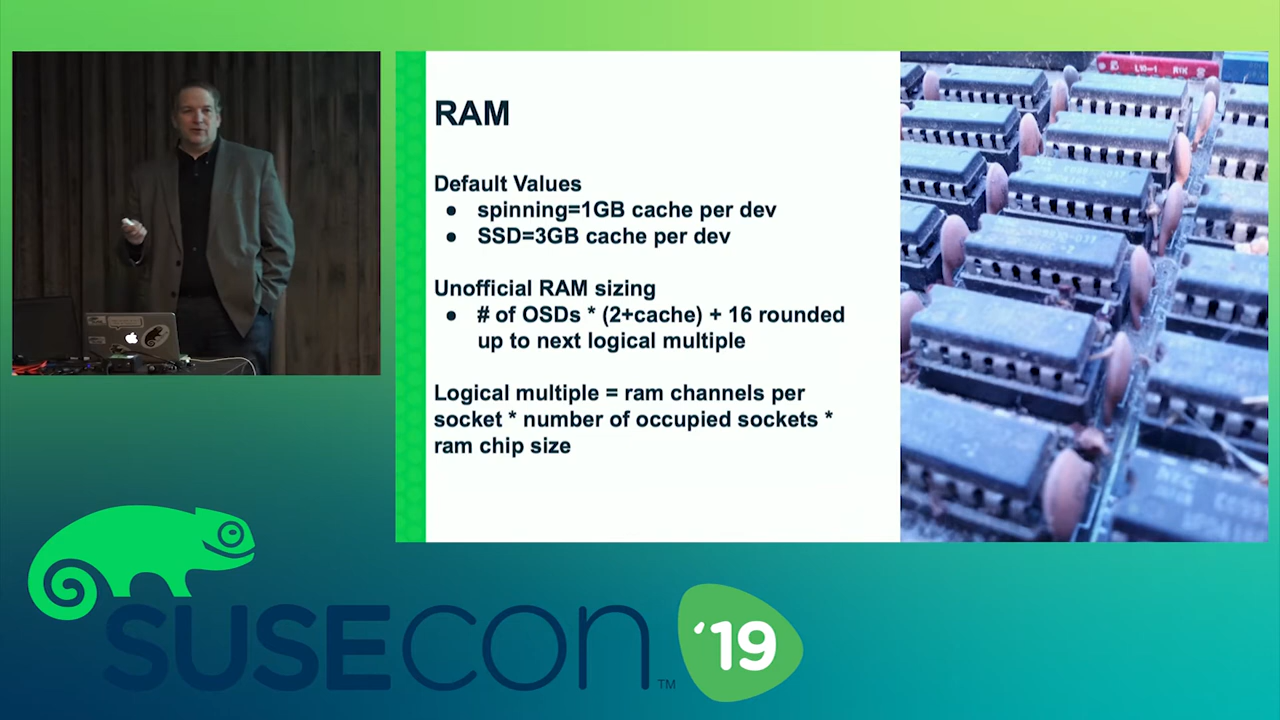 RAM
Default Values
● spinning=1GB cache per dev
● SSD=3GB cache per dev
Unofficial RAM sizing
● # of OSDs * (2+cache) + 16 rounded
up to next logical multiple
Logical multiple = ram channels per
socket * number of occupied sockets *
ram chip size
SUSECON™ '19